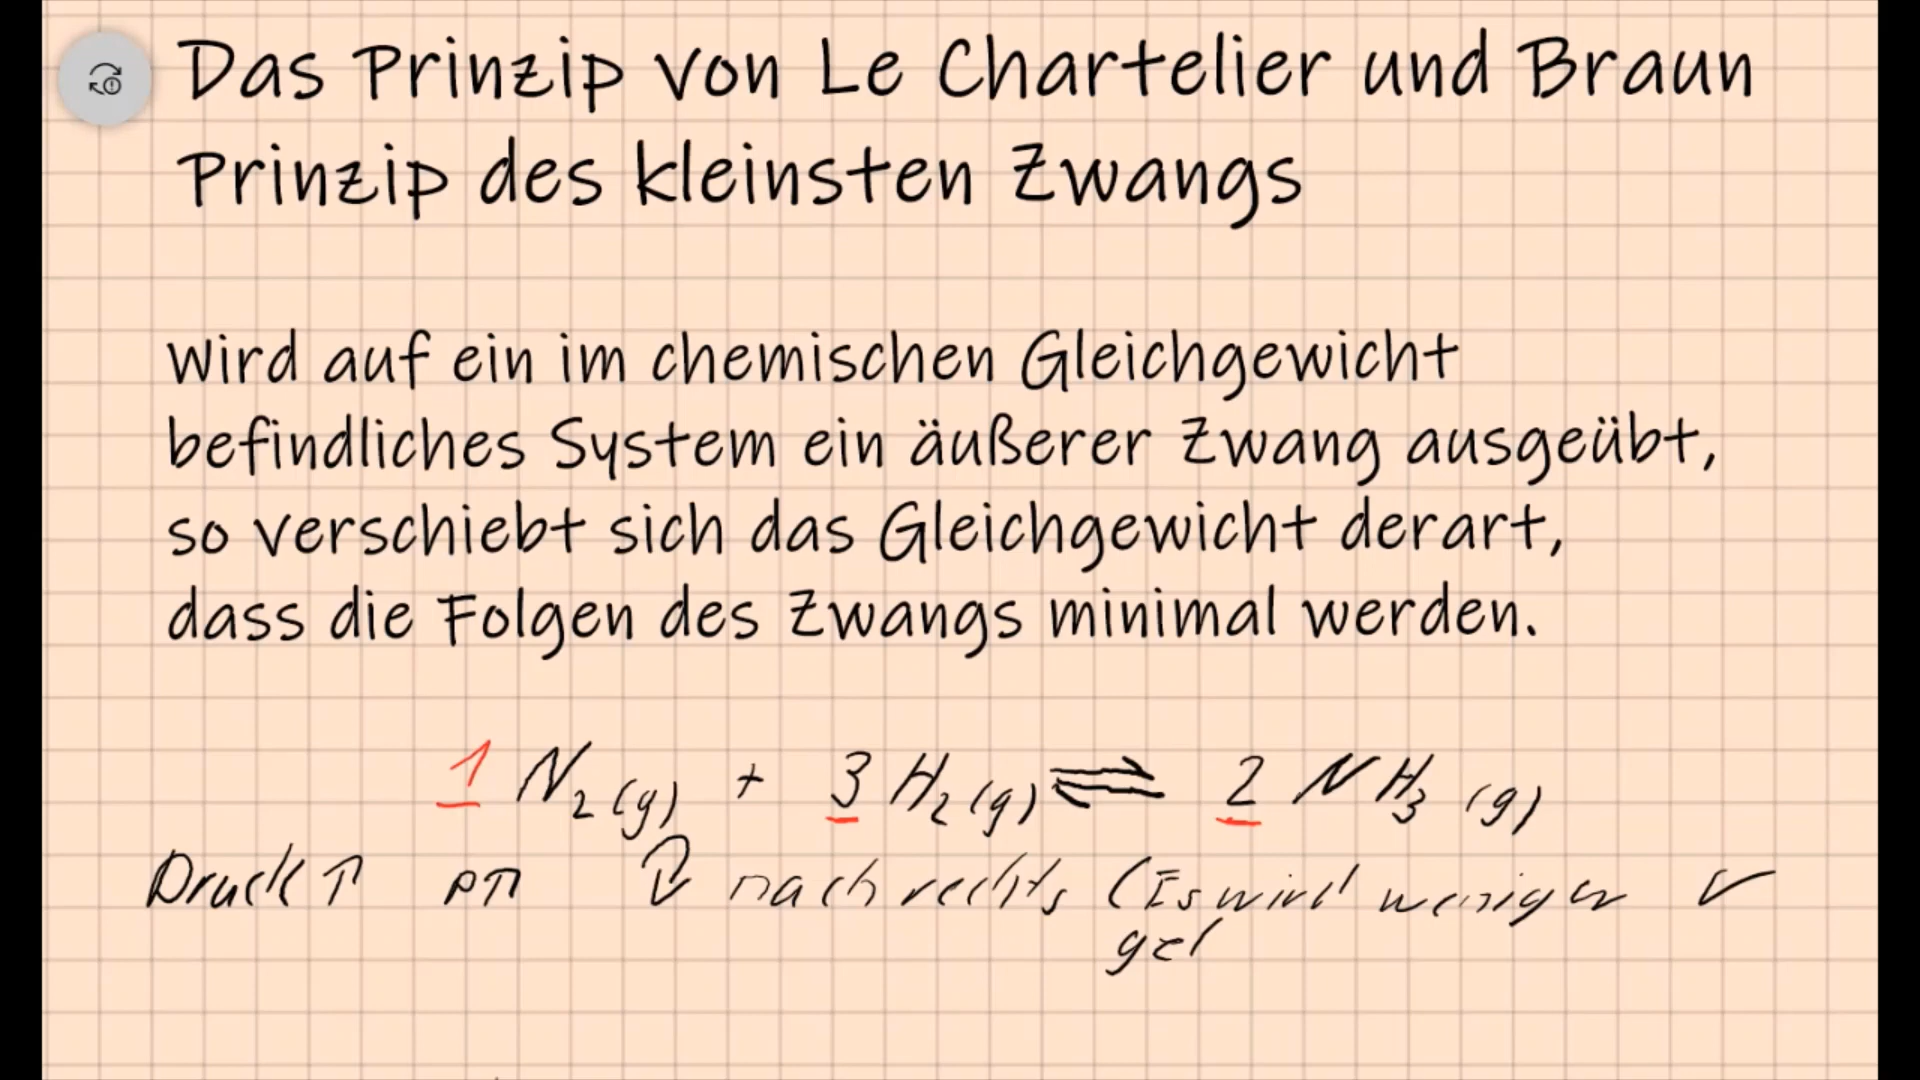 Das Prinzip von Le Chartelier und Braun
Prinzip des kleinsten Zwangs
Wird auf ein im chemischen Gleichgewicht
befindliches System ein äußerer Zwang ausgeübt,
so verschiebt sich das Gleichgewicht derart,
dass die Folgen des Zwangs minimal werden.
1 N₂ (g) + 3 H₂ (g) ⇌ 2 NH₃ (g)
Druck ↑ nach rechts (Es wird weniger V